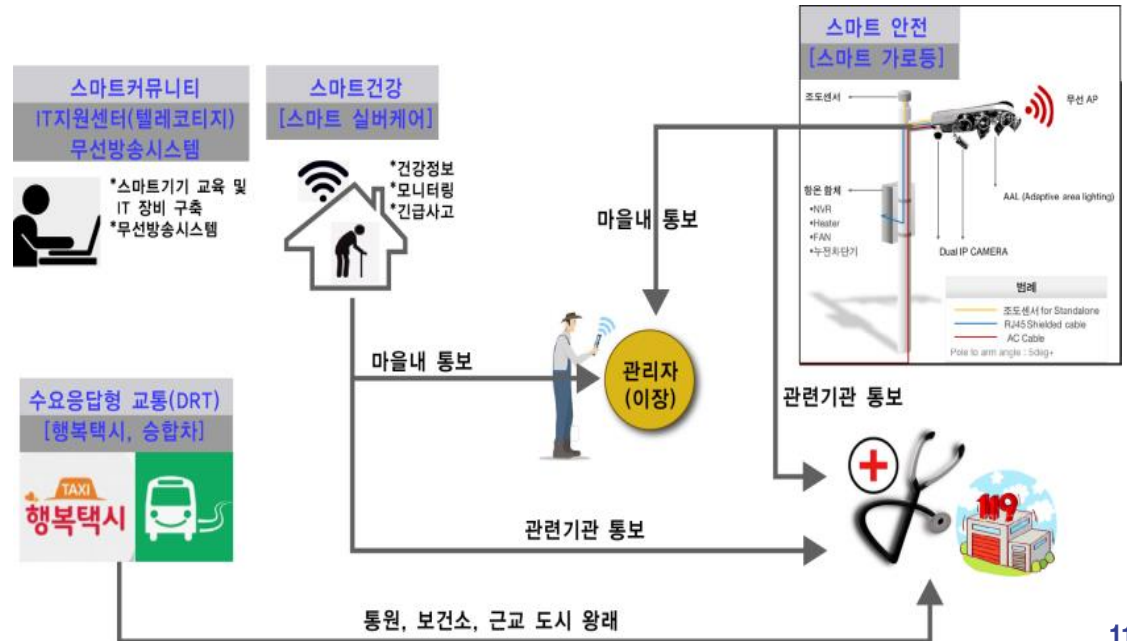 스마트커뮤니티
IT지원센터(텔레코티지)
무선방송시스템
*스마트기기 교육 및
IT 장비 구축
*무선방송시스템
스마트건강
[스마트 실버케어]
*건강정보
*모니터링
*긴급사고
스마트 안전
[스마트 가로등]
조도센서
무선 AP
함온 함체
•NVR
•Heater
•FAN
•누전차단기
AAL (Adaptive area lighting)
Dual IP CAMERA
범례
조도센서 for Standalone
RJ45 Shielded cable
AC Cable
Pole to arm angle : 5deg+
마을내 통보
마을내 통보
관리자
(이장)
관련기관 통보
수요응답형 교통(DRT)
[행복택시, 승합차]
TAXI
행복택시
관련기관 통보
119
통원, 보건소, 근교 도시 왕래
11